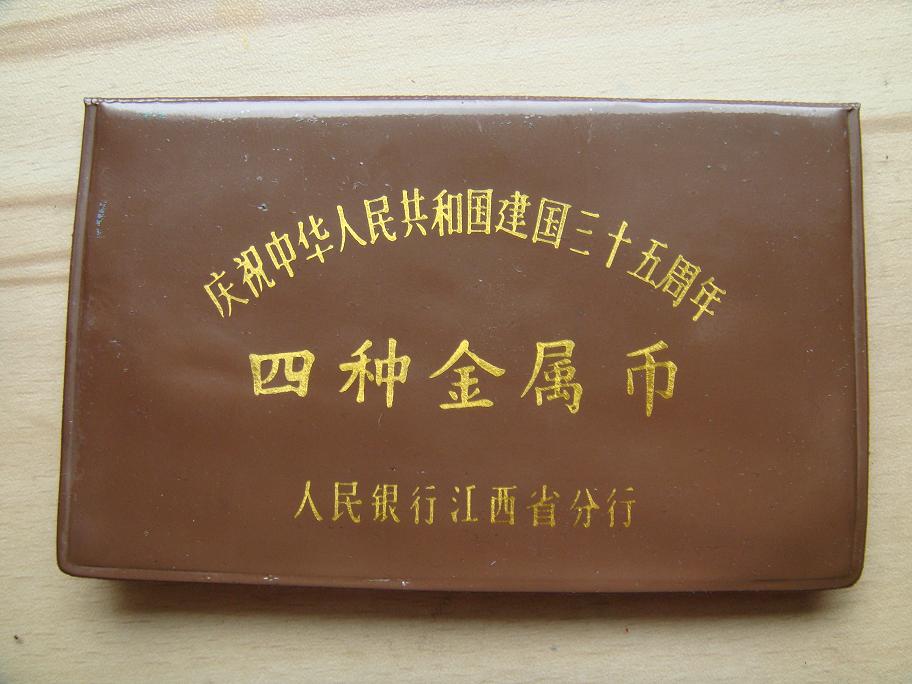 庆祝中华人民共和国建国三十五周年
四种金属币
人民银行江西省分行